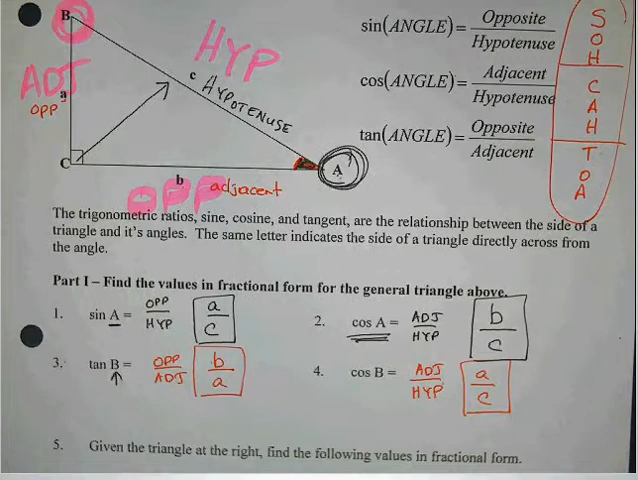 B
HYP
sin(ANGLE) = Opposite / Hypotenuse
SOH
ADJ
a
OPP
c
HYPOTENUSE
cos(ANGLE) = Adjacent / Hypotenuse
CAH
tan(ANGLE) = Opposite / Adjacent
TOA
C
A
b
OPP
adjacent
The trigonometric ratios, sine, cosine, and tangent, are the relationship between the side of a
triangle and it's angles. The same letter indicates the side of a triangle directly across from
the angle.
Part I – Find the values in fractional form for the general triangle above.
1. sin A = OPP / HYP a / c
2. cos A = ADJ / HYP b / c
3. tan B = OPP / ADJ b / a
4. cos B = ADJ / HYP a / c
5. Given the triangle at the right, find the following values in fractional form.